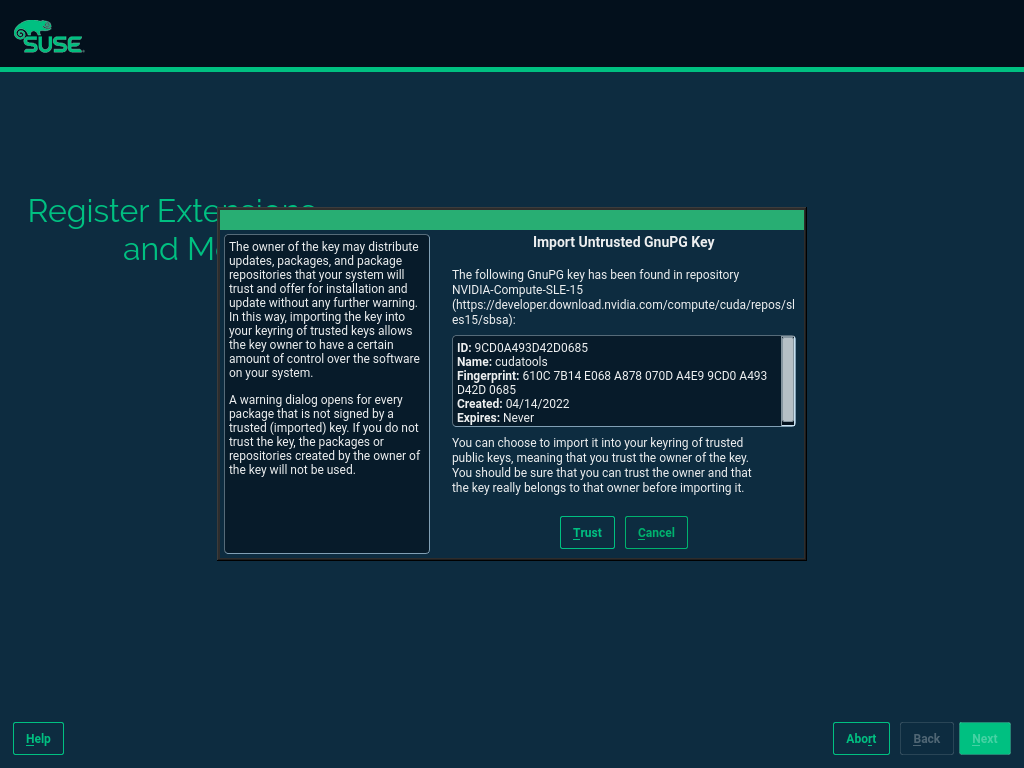 SUSE
Register Extensions
and Mo
Import Untrusted GnuPG Key
The owner of the key may distribute
updates, packages, and package
repositories that your system will
trust and offer for installation and
update without any further warning.
In this way, importing the key into
your keyring of trusted keys allows
the key owner to have a certain
amount of control over the software
on your system.
A warning dialog opens for every
package that is not signed by a
trusted (imported) key. If you do not
trust the key, the packages or
repositories created by the owner of
the key will not be used.
The following GnuPG key has been found in repository
NVIDIA-Compute-SLE-15
(https://developer.download.nvidia.com/compute/cuda/repos/sl
es15/sbsa):
ID: 9CD0A493D42D0685
Name: cudatools
Fingerprint: 610C 7B14 E068 A878 070D A4E9 9CD0 A493
D42D 0685
Created: 04/14/2022
Expires: Never
You can choose to import it into your keyring of trusted
public keys, meaning that you trust the owner of the key.
You should be sure that you can trust the owner and that
the key really belongs to that owner before importing it.
Trust Cancel
Help Abort Back Next